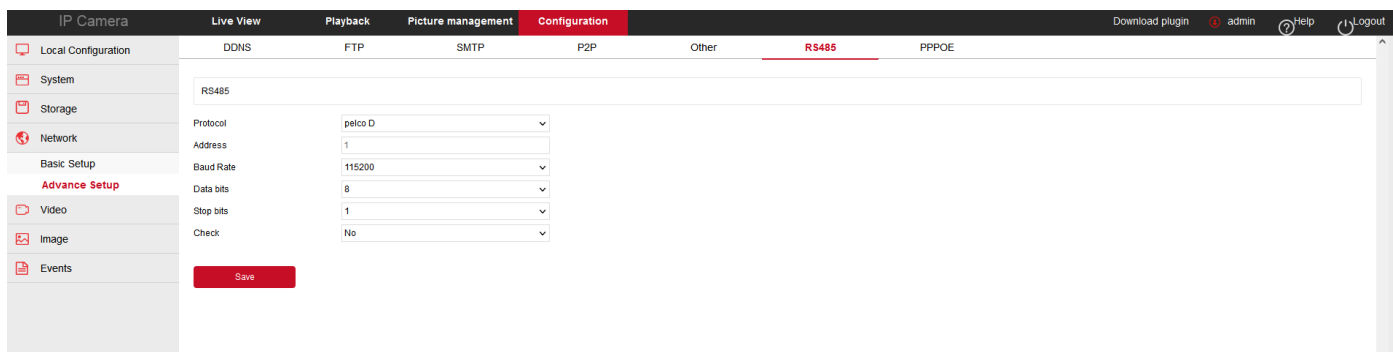 IP Camera Live View Playback Picture management Configuration Download plugin admin Help Logout
Local Configuration
System
Storage
Network
Basic Setup
Advance Setup
Video
Image
Events
DDNS FTP SMTP P2P Other RS485 PPPOE
RS485
Protocol pelco D
Address 1
Baud Rate 115200
Data bits 8
Stop bits 1
Check No
Save